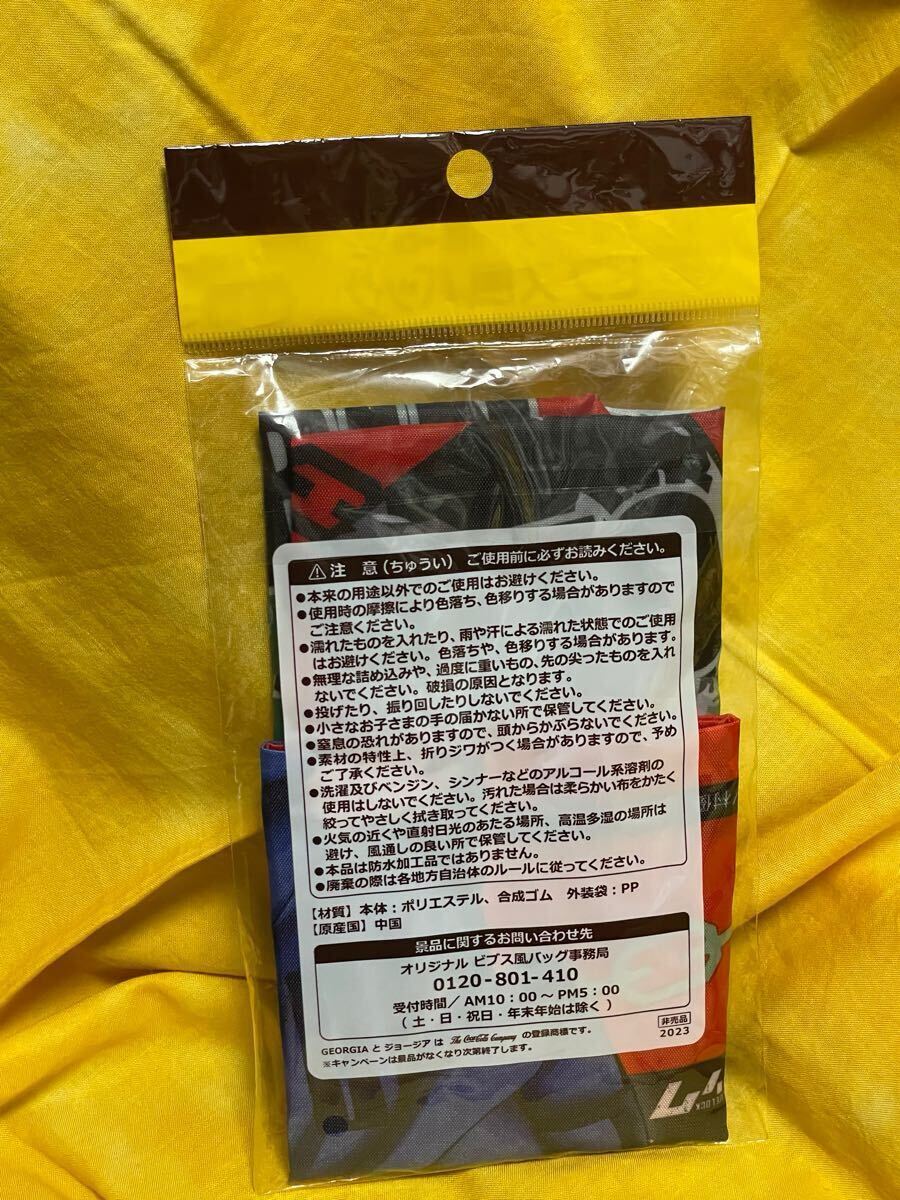 ⚠注　意（ちゅうい） ご使用前に必ずお読みください。
●本来の用途以外でのご使用はお避けください。
●使用時の摩擦により色落ち、色移りする場合がありますので
ご注意ください。
●濡れたものを入れたり、雨や汗による濡れた状態でのご使用
はお避けください。色落ちや、色移りする場合があります。
●無理な詰め込みや、過度に重いもの、先の尖ったものを入れ
ないでください。破損の原因となります。
●投げたり、振り回したりしないでください。
●小さなお子さまの手の届かない所で保管してください。
●窒息の恐れがありますので、頭からかぶらないでください。
●素材の特性上、折りジワがつく場合がありますので、予め
ご了承ください。
●洗濯及びベンジン、シンナーなどのアルコール系溶剤の
使用はしないでください。汚れた場合は柔らかい布をかたく
絞ってやさしく拭き取ってください。
●火気の近くや直射日光のあたる場所、高温多湿の場所は
避け、風通しの良い所で保管してください。
●本品は防水加工品ではありません。
●廃棄の際は各地方自治体のルールに従ってください。
【材質】本体：ポリエステル、合成ゴム　外装袋：PP
【原産国】中国
景品に関するお問い合わせ先
オリジナル ビブス風バッグ事務局
0120-801-410
受付時間／AM10：00～PM5：00
（土・日・祝日・年末年始は除く）
GEORGIA と ジョージア は The Coca-Cola Company の登録商標です。
※キャンペーンは景品がなくなり次第終了します。
非売品
2023